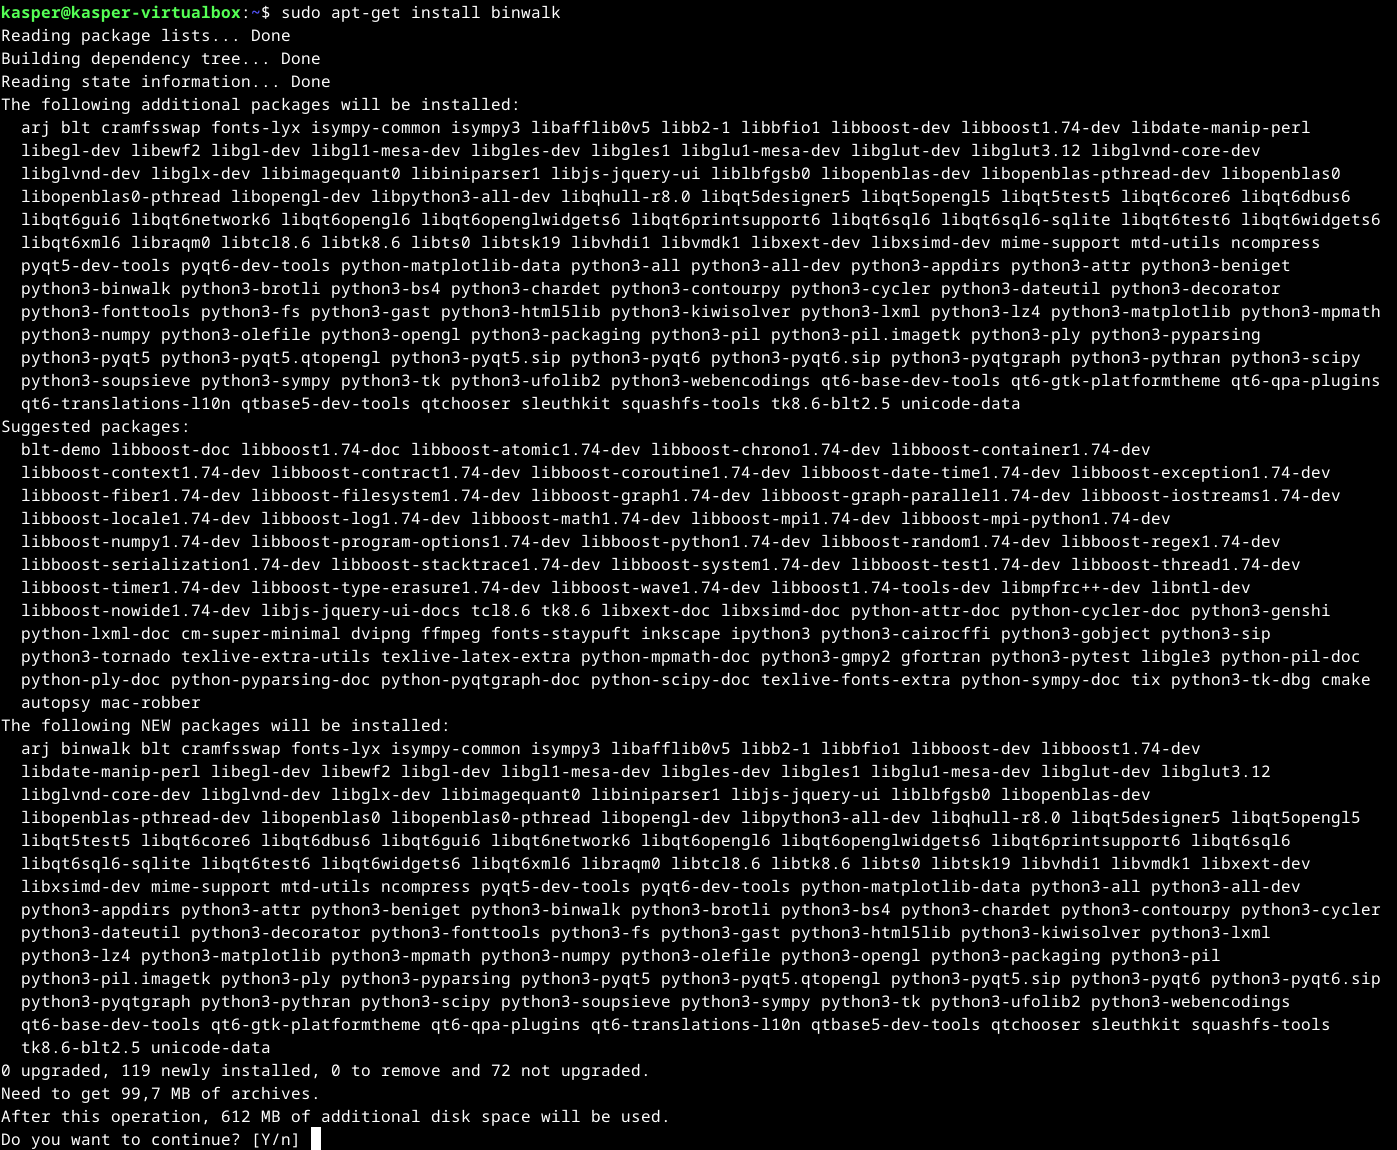 kasper@kasper-virtualbox:~$ sudo apt-get install binwalk
Reading package lists... Done
Building dependency tree... Done
Reading state information... Done
The following additional packages will be installed:
  arj blt cramfsswap fonts-lyx isympy-common isympy3 libafflib0v5 libb2-1 libbfio1 libboost-dev libboost1.74-dev libdate-manip-perl
  libegl-dev libewf2 libgl-dev libgl1-mesa-dev libgles-dev libgles1 libglu1-mesa-dev libglut-dev libglut3.12 libglvnd-core-dev
  libglvnd-dev libglx-dev libimagequant0 libiniparser1 libjs-jquery-ui liblbfgsb0 libopenblas-dev libopenblas-pthread-dev libopenblas0
  libopenblas0-pthread libopengl-dev libpython3-all-dev libqhull-r8.0 libqt5designer5 libqt5opengl5 libqt5test5 libqt6core6 libqt6dbus6
  libqt6gui6 libqt6network6 libqt6opengl6 libqt6openglwidgets6 libqt6printsupport6 libqt6sql6 libqt6sql6-sqlite libqt6test6 libqt6widgets6
  libqt6xml6 libraqm0 libtcl8.6 libtk8.6 libts0 libtsk19 libvhdi1 libvmdk1 libxext-dev libxsimd-dev mime-support mtd-utils ncompress
  pyqt5-dev-tools pyqt6-dev-tools python-matplotlib-data python3-all python3-all-dev python3-appdirs python3-attr python3-beniget
  python3-binwalk python3-brotli python3-bs4 python3-chardet python3-contourpy python3-cycler python3-dateutil python3-decorator
  python3-fonttools python3-fs python3-gast python3-html5lib python3-kiwisolver python3-lxml python3-lz4 python3-matplotlib python3-mpmath
  python3-numpy python3-olefile python3-opengl python3-packaging python3-pil python3-pil.imagetk python3-ply python3-pyparsing
  python3-pyqt5 python3-pyqt5.qtopengl python3-pyqt5.sip python3-pyqt6 python3-pyqt6.sip python3-pyqtgraph python3-pythran python3-scipy
  python3-soupsieve python3-sympy python3-tk python3-ufolib2 python3-webencodings qt6-base-dev-tools qt6-gtk-platformtheme qt6-qpa-plugins
  qt6-translations-l10n qtbase5-dev-tools qtchooser sleuthkit squashfs-tools tk8.6-blt2.5 unicode-data
Suggested packages:
  blt-demo libboost-doc libboost1.74-doc libboost-atomic1.74-dev libboost-chrono1.74-dev libboost-container1.74-dev
  libboost-context1.74-dev libboost-contract1.74-dev libboost-coroutine1.74-dev libboost-date-time1.74-dev libboost-exception1.74-dev
  libboost-fiber1.74-dev libboost-filesystem1.74-dev libboost-graph1.74-dev libboost-graph-parallel1.74-dev libboost-iostreams1.74-dev
  libboost-locale1.74-dev libboost-log1.74-dev libboost-math1.74-dev libboost-mpi1.74-dev libboost-mpi-python1.74-dev
  libboost-numpy1.74-dev libboost-program-options1.74-dev libboost-python1.74-dev libboost-random1.74-dev libboost-regex1.74-dev
  libboost-serialization1.74-dev libboost-stacktrace1.74-dev libboost-system1.74-dev libboost-test1.74-dev libboost-thread1.74-dev
  libboost-timer1.74-dev libboost-type-erasure1.74-dev libboost-wave1.74-dev libboost1.74-tools-dev libmpfrc++-dev libntl-dev
  libboost-nowide1.74-dev libjs-jquery-ui-docs tcl8.6 tk8.6 libxext-doc libxsimd-doc python-attr-doc python-cycler-doc python3-genshi
  python-lxml-doc cm-super-minimal dvipng ffmpeg fonts-staypuft inkscape ipython3 python3-cairocffi python3-gobject python3-sip
  python3-tornado texlive-extra-utils texlive-latex-extra python-mpmath-doc python3-gmpy2 gfortran python3-pytest libgle3 python-pil-doc
  python-ply-doc python-pyparsing-doc python-pyqtgraph-doc python-scipy-doc texlive-fonts-extra python-sympy-doc tix python3-tk-dbg cmake
  autopsy mac-robber
The following NEW packages will be installed:
  arj binwalk blt cramfsswap fonts-lyx isympy-common isympy3 libafflib0v5 libb2-1 libbfio1 libboost-dev libboost1.74-dev
  libdate-manip-perl libegl-dev libewf2 libgl-dev libgl1-mesa-dev libgles-dev libgles1 libglu1-mesa-dev libglut-dev libglut3.12
  libglvnd-core-dev libglvnd-dev libglx-dev libimagequant0 libiniparser1 libjs-jquery-ui liblbfgsb0 libopenblas-dev
  libopenblas-pthread-dev libopenblas0 libopenblas0-pthread libopengl-dev libpython3-all-dev libqhull-r8.0 libqt5designer5 libqt5opengl5
  libqt5test5 libqt6core6 libqt6dbus6 libqt6gui6 libqt6network6 libqt6opengl6 libqt6openglwidgets6 libqt6printsupport6 libqt6sql6
  libqt6sql6-sqlite libqt6test6 libqt6widgets6 libqt6xml6 libraqm0 libtcl8.6 libtk8.6 libts0 libtsk19 libvhdi1 libvmdk1 libxext-dev
  libxsimd-dev mime-support mtd-utils ncompress pyqt5-dev-tools pyqt6-dev-tools python-matplotlib-data python3-all python3-all-dev
  python3-appdirs python3-attr python3-beniget python3-binwalk python3-brotli python3-bs4 python3-chardet python3-contourpy python3-cycler
  python3-dateutil python3-decorator python3-fonttools python3-fs python3-gast python3-html5lib python3-kiwisolver python3-lxml
  python3-lz4 python3-matplotlib python3-mpmath python3-numpy python3-olefile python3-opengl python3-packaging python3-pil
  python3-pil.imagetk python3-ply python3-pyparsing python3-pyqt5 python3-pyqt5.qtopengl python3-pyqt5.sip python3-pyqt6 python3-pyqt6.sip
  python3-pyqtgraph python3-pythran python3-scipy python3-soupsieve python3-sympy python3-tk python3-ufolib2 python3-webencodings
  qt6-base-dev-tools qt6-gtk-platformtheme qt6-qpa-plugins qt6-translations-l10n qtbase5-dev-tools qtchooser sleuthkit squashfs-tools
  tk8.6-blt2.5 unicode-data
0 upgraded, 119 newly installed, 0 to remove and 72 not upgraded.
Need to get 99,7 MB of archives.
After this operation, 612 MB of additional disk space will be used.
Do you want to continue? [Y/n]